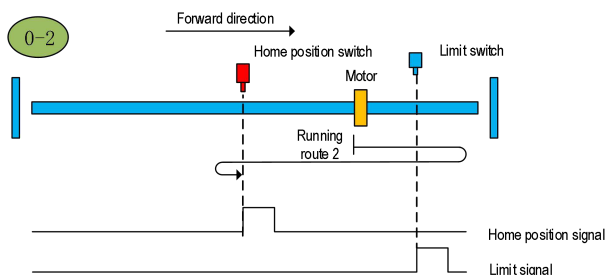 Forward direction
0-2
Home position switch
Limit switch
Motor
Running
route 2
Home position signal
Limit signal